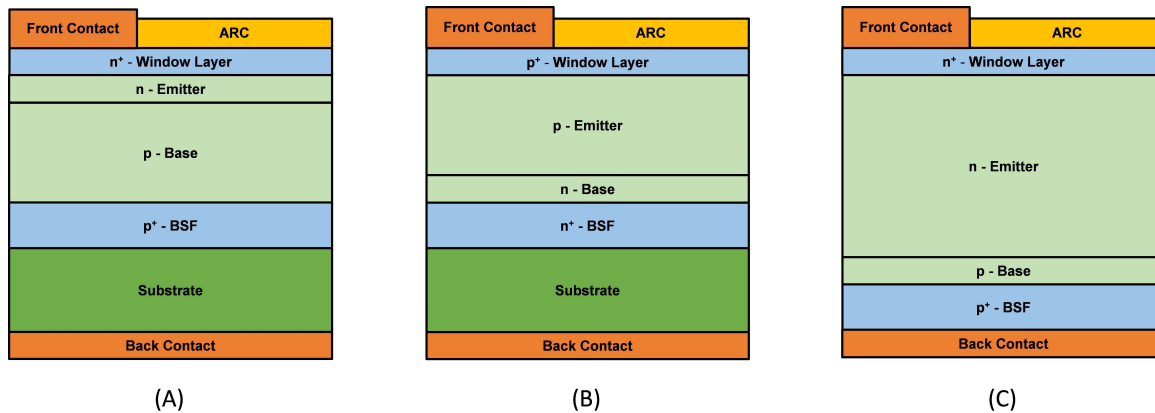 Front Contact
ARC
n⁺ - Window Layer
n - Emitter
p - Base
p⁺ - BSF
Substrate
Back Contact
(A)
Front Contact
ARC
p⁺ - Window Layer
p - Emitter
n - Base
n⁺ - BSF
Substrate
Back Contact
(B)
Front Contact
ARC
n⁺ - Window Layer
n - Emitter
p - Base
p⁺ - BSF
Back Contact
(C)